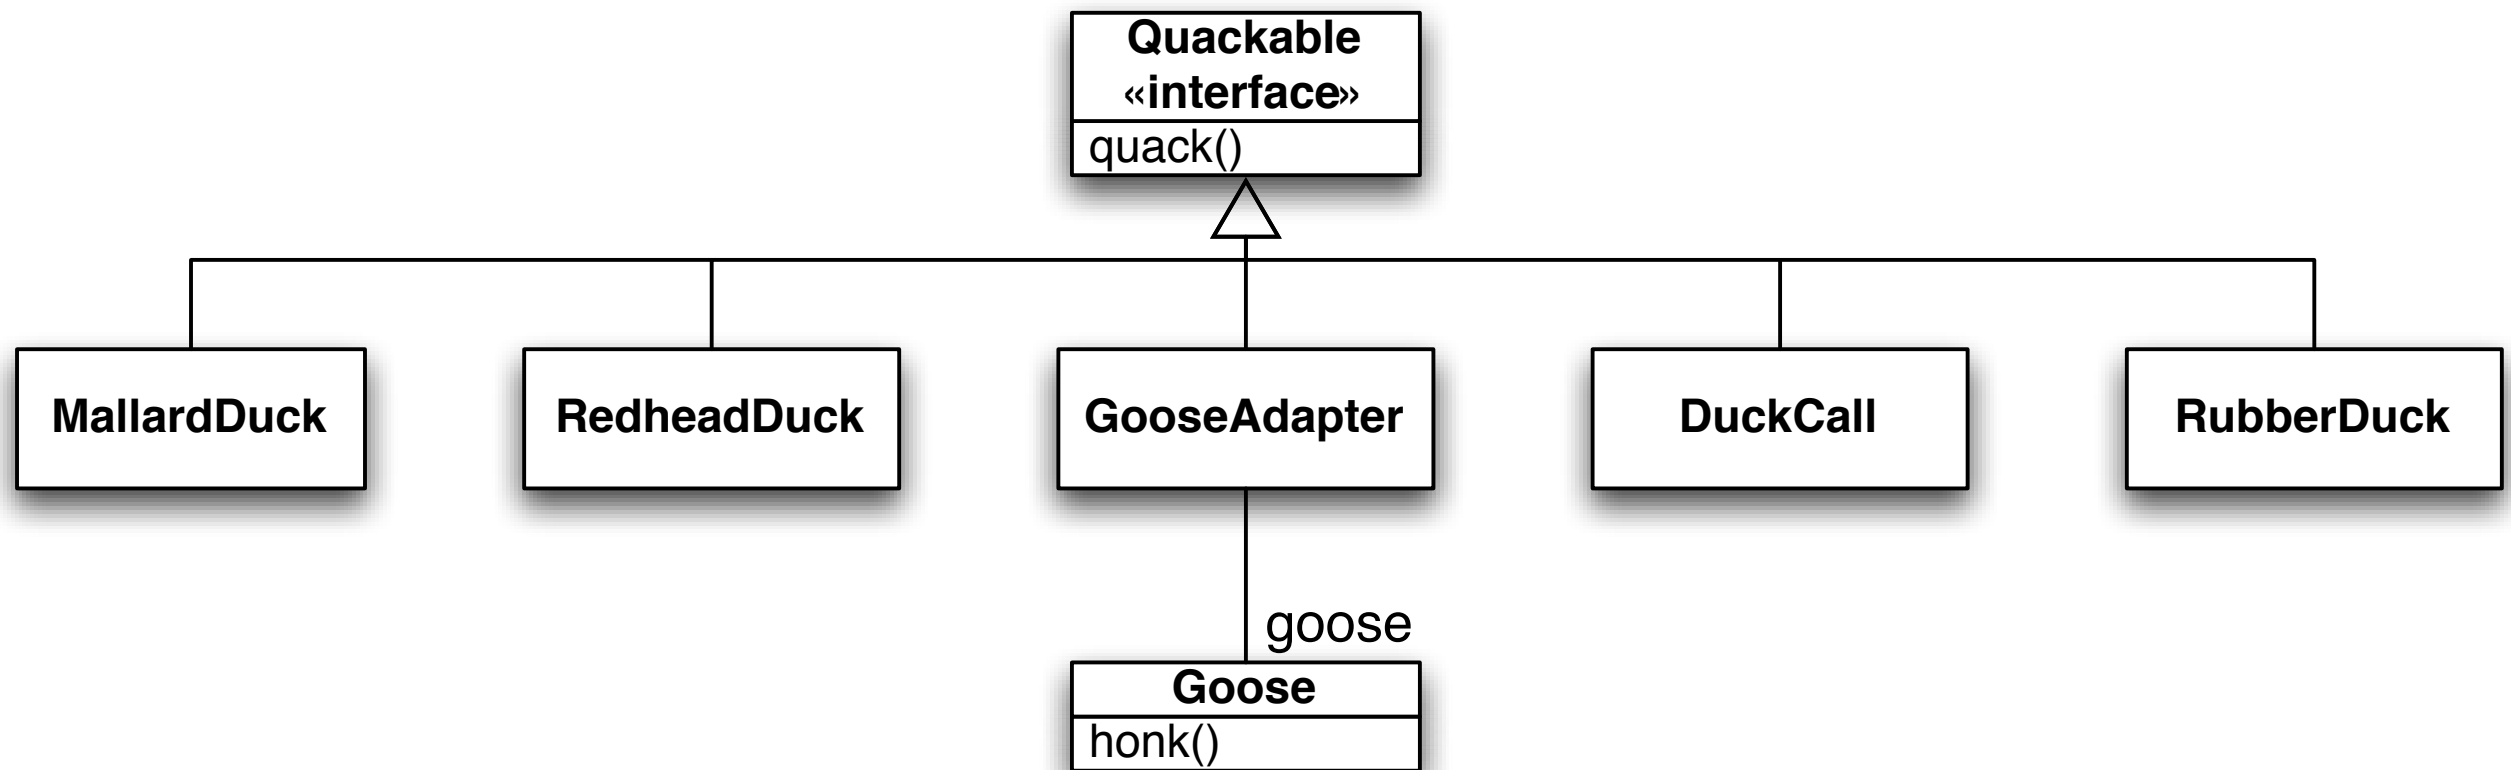 Quackable
«interface»
quack()
MallardDuck
RedheadDuck
GooseAdapter
DuckCall
RubberDuck
goose
Goose
honk()